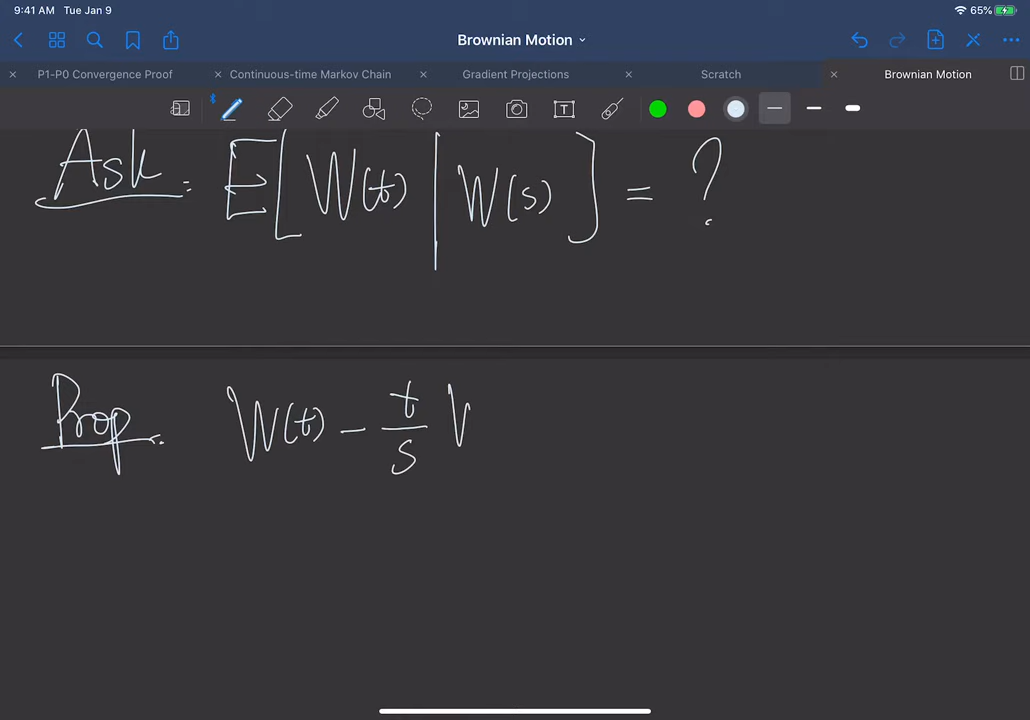 9:41 AM Tue Jan 9 65%
Brownian Motion
P1-P0 Convergence Proof Continuous-time Markov Chain Gradient Projections Scratch Brownian Motion
Ask: E[W(t) | W(s)] = ?
Prop. W(t) - t/s V